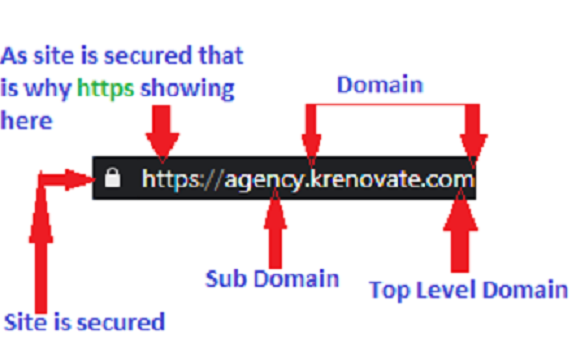 As site is secured that
is why https showing
here
Domain
https://agency.krenovate.com
Sub Domain
Top Level Domain
Site is secured